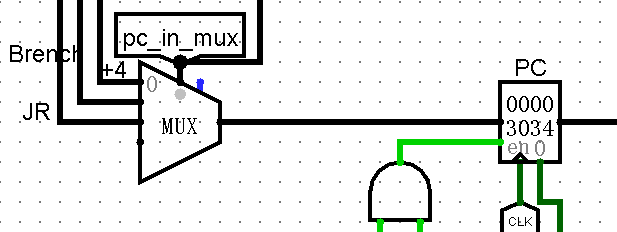 pc_in_mux
Brench
+4
0
JR
MUX
PC
0000
3034
en 0
CLK